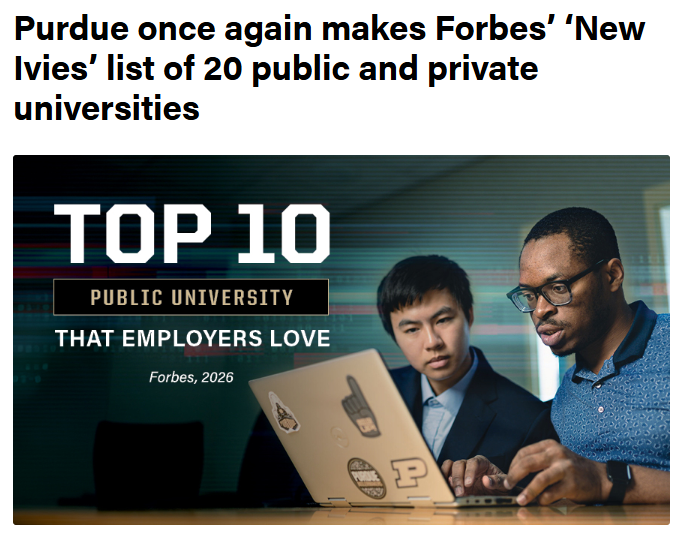 Purdue once again makes Forbes’ ‘New
Ivies’ list of 20 public and private
universities
TOP 10
PUBLIC UNIVERSITY
THAT EMPLOYERS LOVE
Forbes, 2026
PURDUE
P